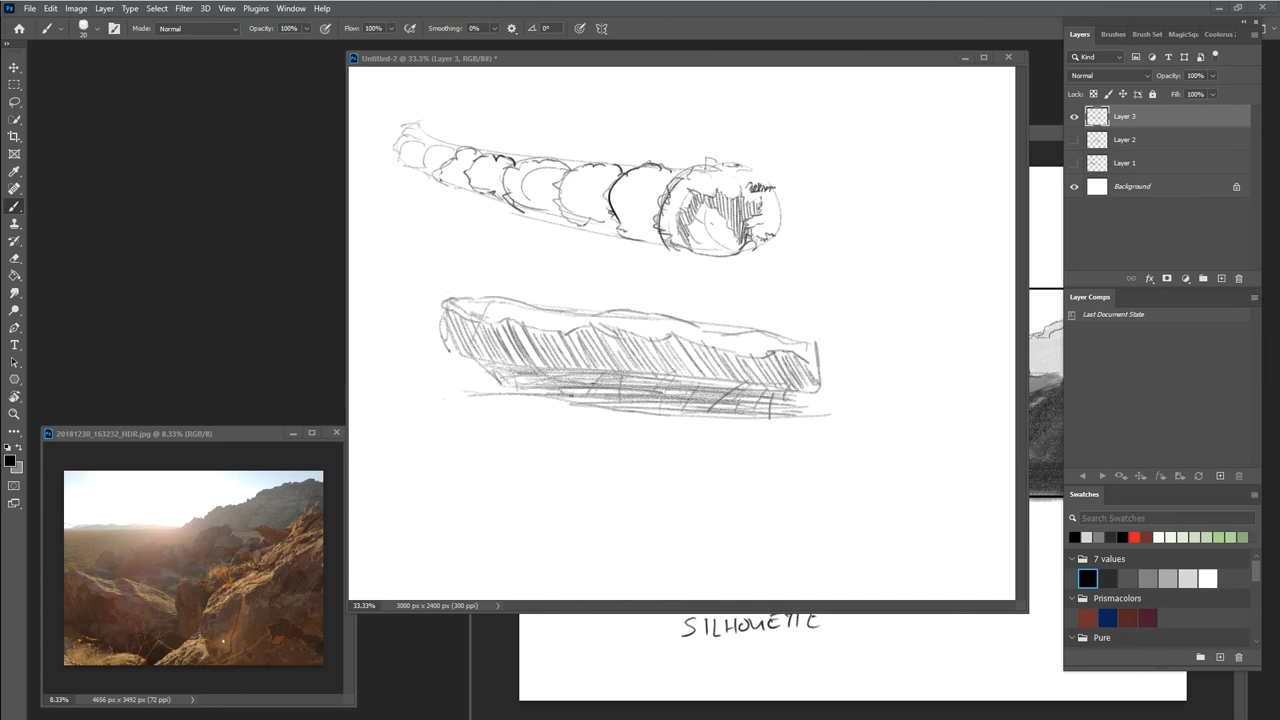 File Edit Image Layer Type Select Filter 3D View Plugins Window Help
20 Mode: Normal Opacity: 100% Flow: 100% Smoothing: 0% 0°
Untitled-2 @ 33.3% (Layer 3, RGB/8#) *
Layers Brushes Brush Set MagicSqu Coolorus
Kind
Normal Opacity: 100%
Lock: Fill: 100%
Layer 3
Layer 2
Layer 1
Background
fx
Layer Comps
Last Document State
20181230_163232_HDR.jpg @ 8.33% (RGB/8)
8.33% 4656 px x 3492 px (72 ppi)
33.33% 3000 px x 2400 px (300 ppi)
SILHOUETTE
Swatches
Search Swatches
7 values
Prismacolors
Pure